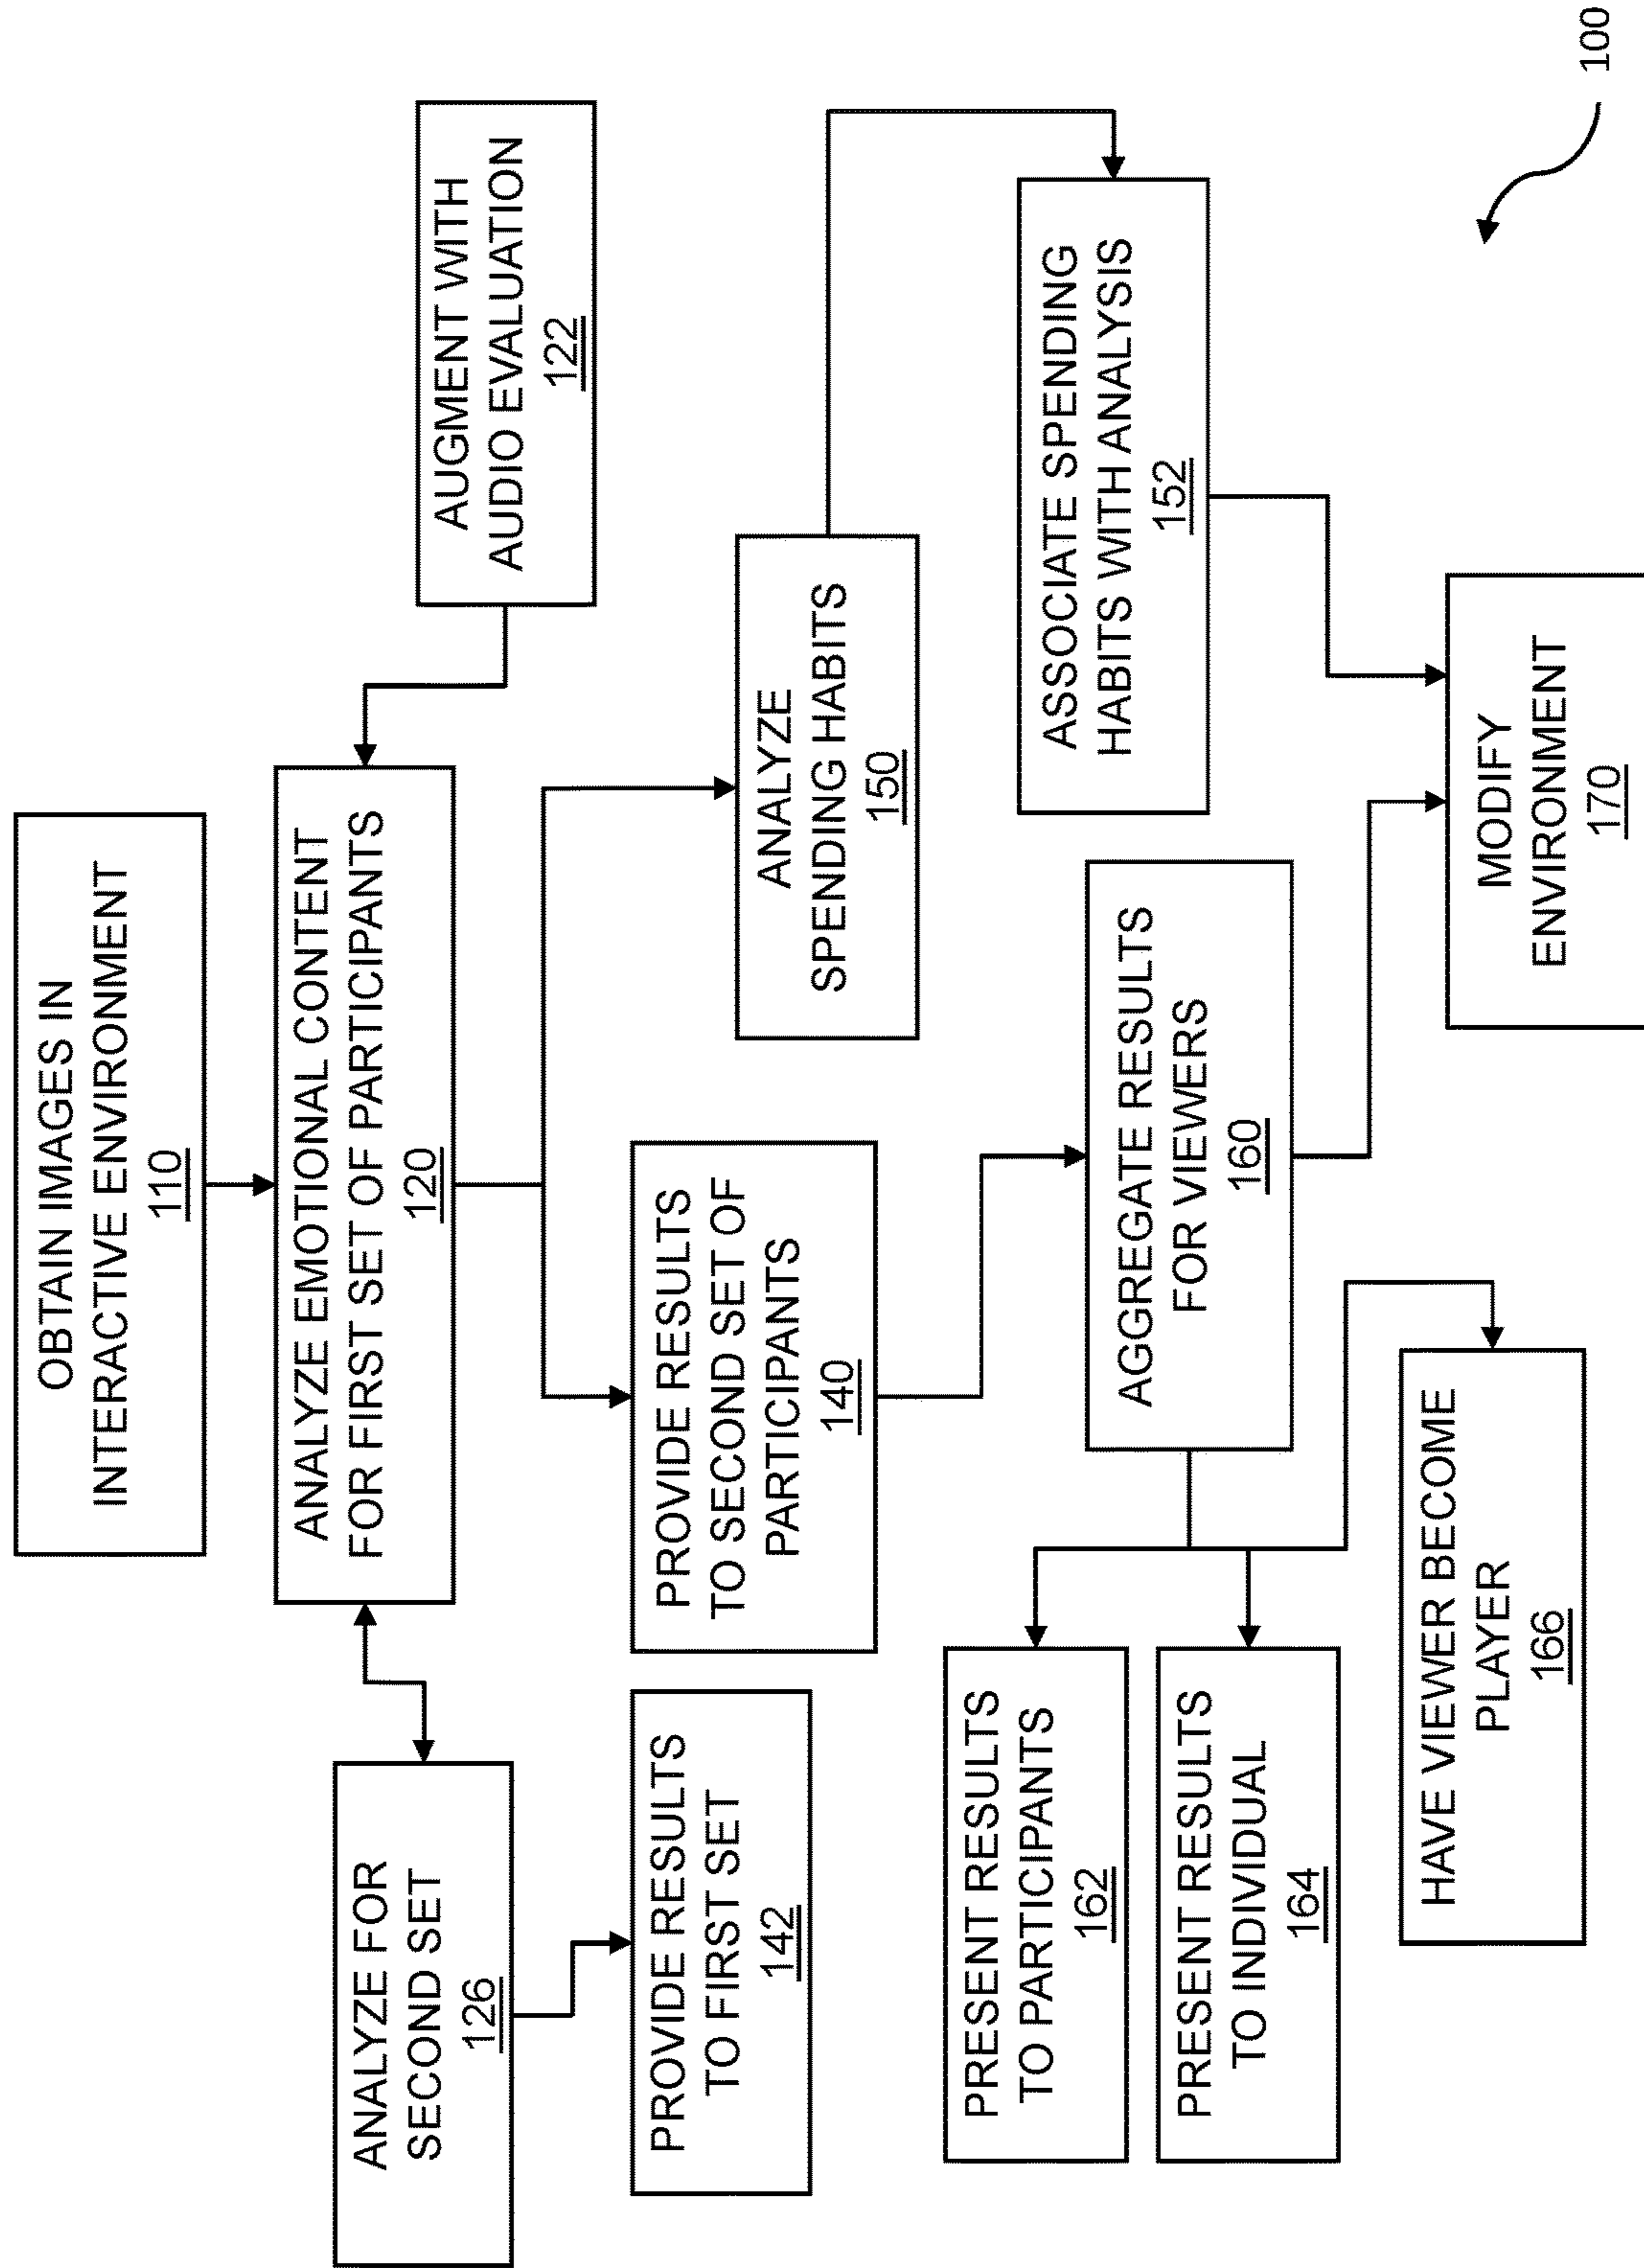 OBTAIN IMAGES IN
INTERACTIVE ENVIRONMENT
110
ANALYZE EMOTIONAL CONTENT
FOR FIRST SET OF PARTICIPANTS
120
AUGMENT WITH
AUDIO EVALUATION
122
ANALYZE FOR
SECOND SET
126
PROVIDE RESULTS
TO FIRST SET
142
PROVIDE RESULTS
TO SECOND SET OF
PARTICIPANTS
140
ANALYZE
SPENDING HABITS
150
ASSOCIATE SPENDING
HABITS WITH ANALYSIS
152
AGGREGATE RESULTS
FOR VIEWERS
160
PRESENT RESULTS
TO PARTICIPANTS
162
PRESENT RESULTS
TO INDIVIDUAL
164
HAVE VIEWER BECOME
PLAYER
166
MODIFY
ENVIRONMENT
170
100